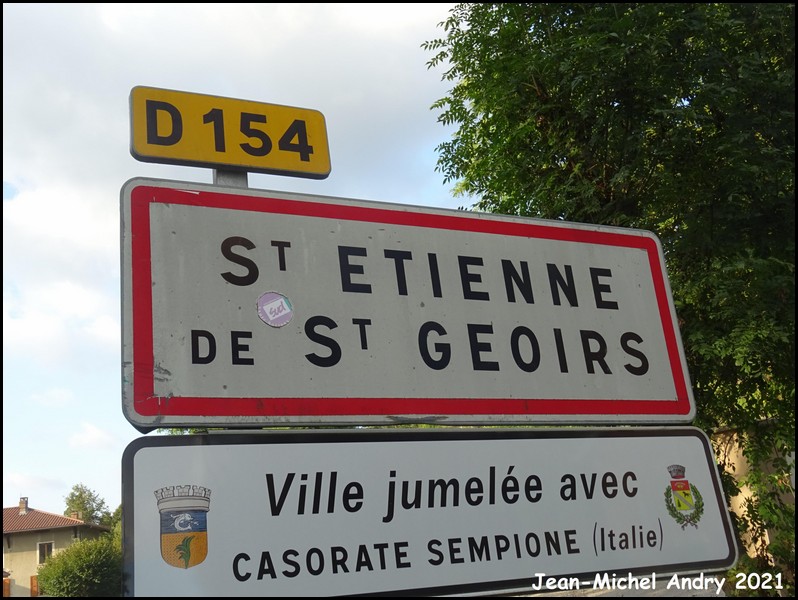 D 154
ST ETIENNE
DE ST GEOIRS
Ville jumelée avec
CASORATE SEMPIONE (Italie)
Jean-Michel Andry 2021